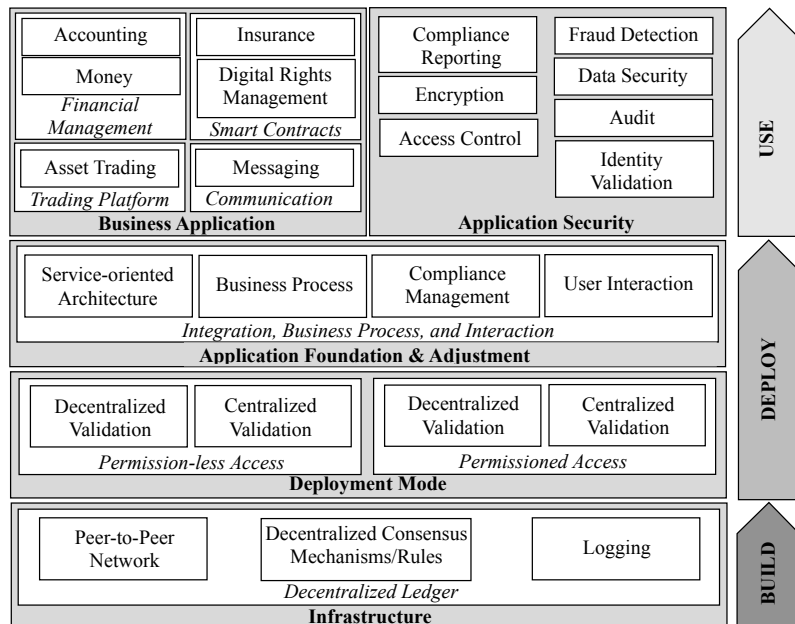 Accounting
Money
Financial
Management
Insurance
Digital Rights
Management
Smart Contracts
Asset Trading
Trading Platform
Messaging
Communication
Business Application
Compliance
Reporting
Encryption
Access Control
Fraud Detection
Data Security
Audit
Identity
Validation
Application Security
USE
Service-oriented
Architecture
Business Process
Compliance
Management
User Interaction
Integration, Business Process, and Interaction
Application Foundation & Adjustment
Decentralized
Validation
Centralized
Validation
Permission-less Access
Decentralized
Validation
Centralized
Validation
Permissioned Access
Deployment Mode
DEPLOY
Peer-to-Peer
Network
Decentralized Consensus
Mechanisms/Rules
Logging
Decentralized Ledger
Infrastructure
BUILD